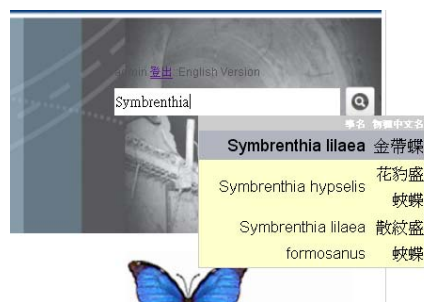 登出 English Version
Symbrenthia
學名 物種中文名
Symbrenthia lilaea 金帶蝶
Symbrenthia hypselis 花豹盛
蛺蝶
Symbrenthia lilaea 散紋盛
formosanus 蛺蝶